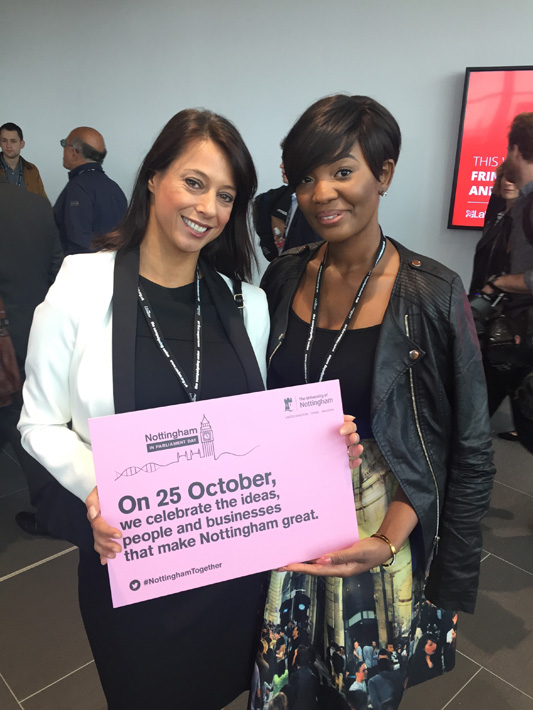 THIS
FRIN
AN
The University of
Nottingham
Nottingham
IN PARLIAMENT DAY
On 25 October,
we celebrate the ideas,
people and businesses
that make Nottingham great.
#NottinghamTogether